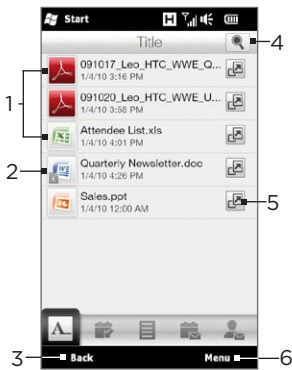 Start
Title
4
091017_Leo_HTC_WWE_Q...
1/4/10 3:16 PM
1
091020_Leo_HTC_WWE_U...
1/4/10 3:58 PM
Attendee List.xls
1/4/10 4:01 PM
2
Quarterly Newsletter.doc
1/4/10 4:26 PM
Sales.ppt
1/4/10 12:00 AM
5
A
3
Back
Menu
6